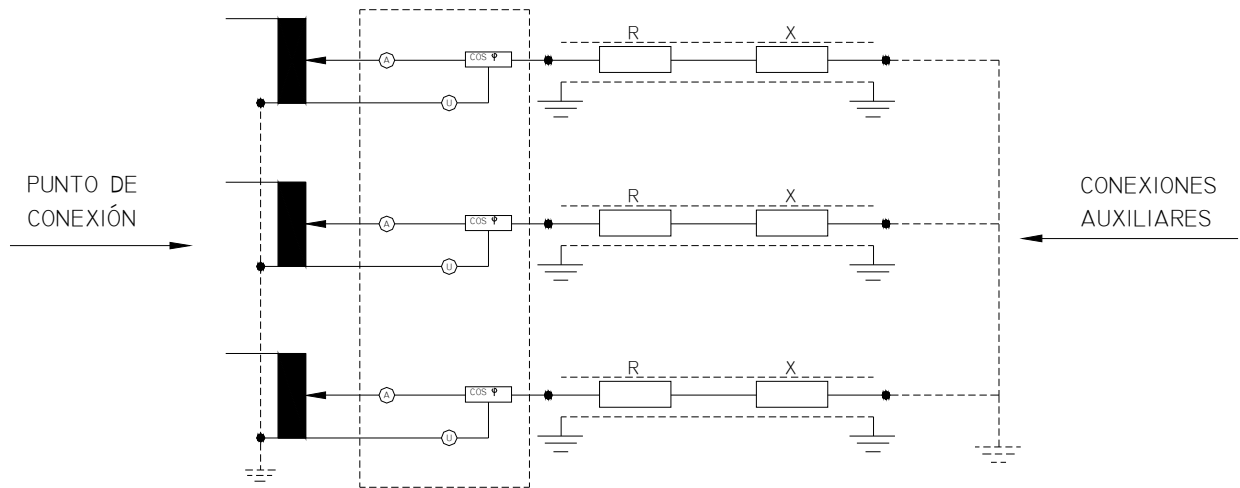 R X
A COS φ
U
PUNTO DE
CONEXIÓN
CONEXIONES
AUXILIARES
R X
A COS φ
U
R X
A COS φ
U